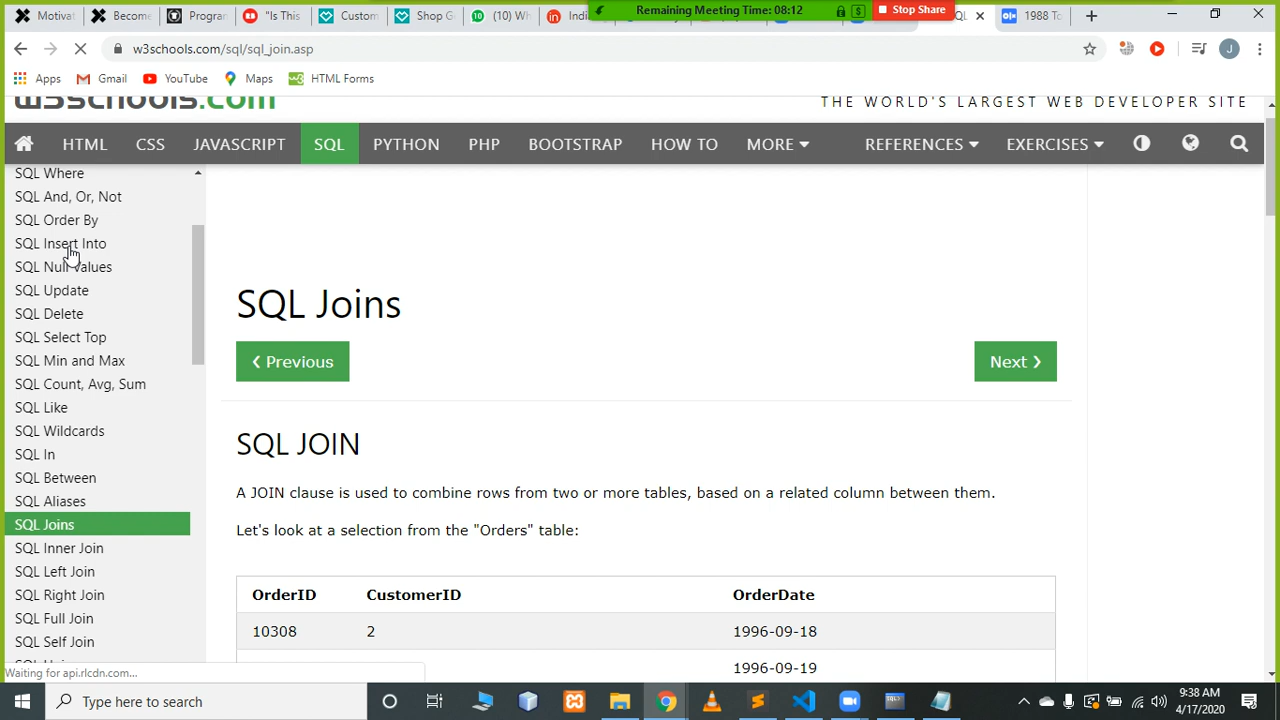 Motivat
Become
Program
"Is This
Custom
Shop G
(10) W
India
Remaining Meeting Time: 08:12
Stop Share
1988 To
w3schools.com/sql/sql_join.asp
J
Apps
Gmail
YouTube
Maps
HTML Forms
w3schools.com
THE WORLD'S LARGEST WEB DEVELOPER SITE
HTML
CSS
JAVASCRIPT
SQL
PYTHON
PHP
BOOTSTRAP
HOW TO
MORE
REFERENCES
EXERCISES
SQL Where
SQL And, Or, Not
SQL Order By
SQL Insert Into
SQL Null Values
SQL Update
SQL Delete
SQL Select Top
SQL Min and Max
SQL Count, Avg, Sum
SQL Like
SQL Wildcards
SQL In
SQL Between
SQL Aliases
SQL Joins
SQL Inner Join
SQL Left Join
SQL Right Join
SQL Full Join
SQL Self Join
SQL Joins
❮ Previous
Next ❯
SQL JOIN
A JOIN clause is used to combine rows from two or more tables, based on a related column between them.
Let's look at a selection from the "Orders" table:
OrderID CustomerID OrderDate
10308 2 1996-09-18
1996-09-19
Waiting for api.rlcdn.com...
Type here to search
9:38 AM
4/17/2020